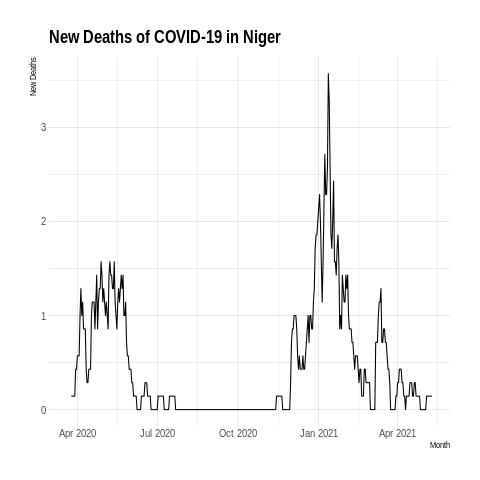 New Deaths of COVID-19 in Niger
New Deaths
3
2
1
0
Apr 2020
Jul 2020
Oct 2020
Jan 2021
Apr 2021
Month